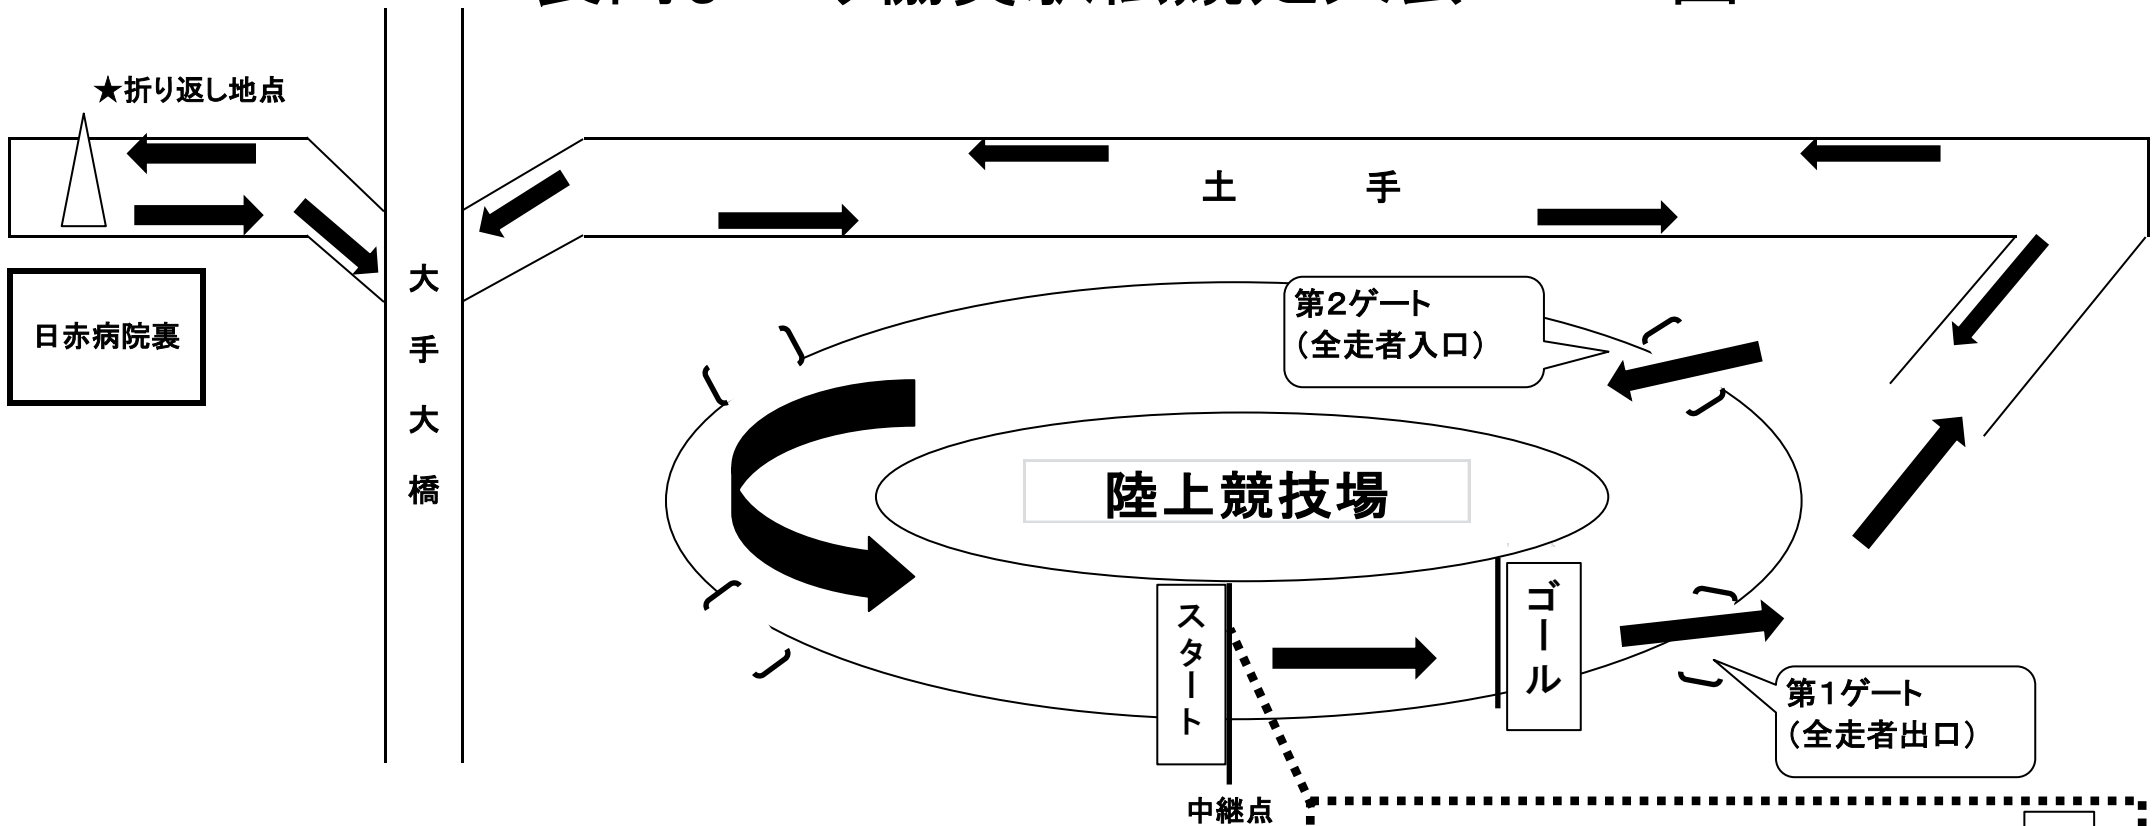 ★折り返し地点
土 手
日赤病院裏
大手大橋
第2ゲート
(全走者入口)
陸上競技場
スタート
ゴール
第1ゲート
(全走者出口)
中継点